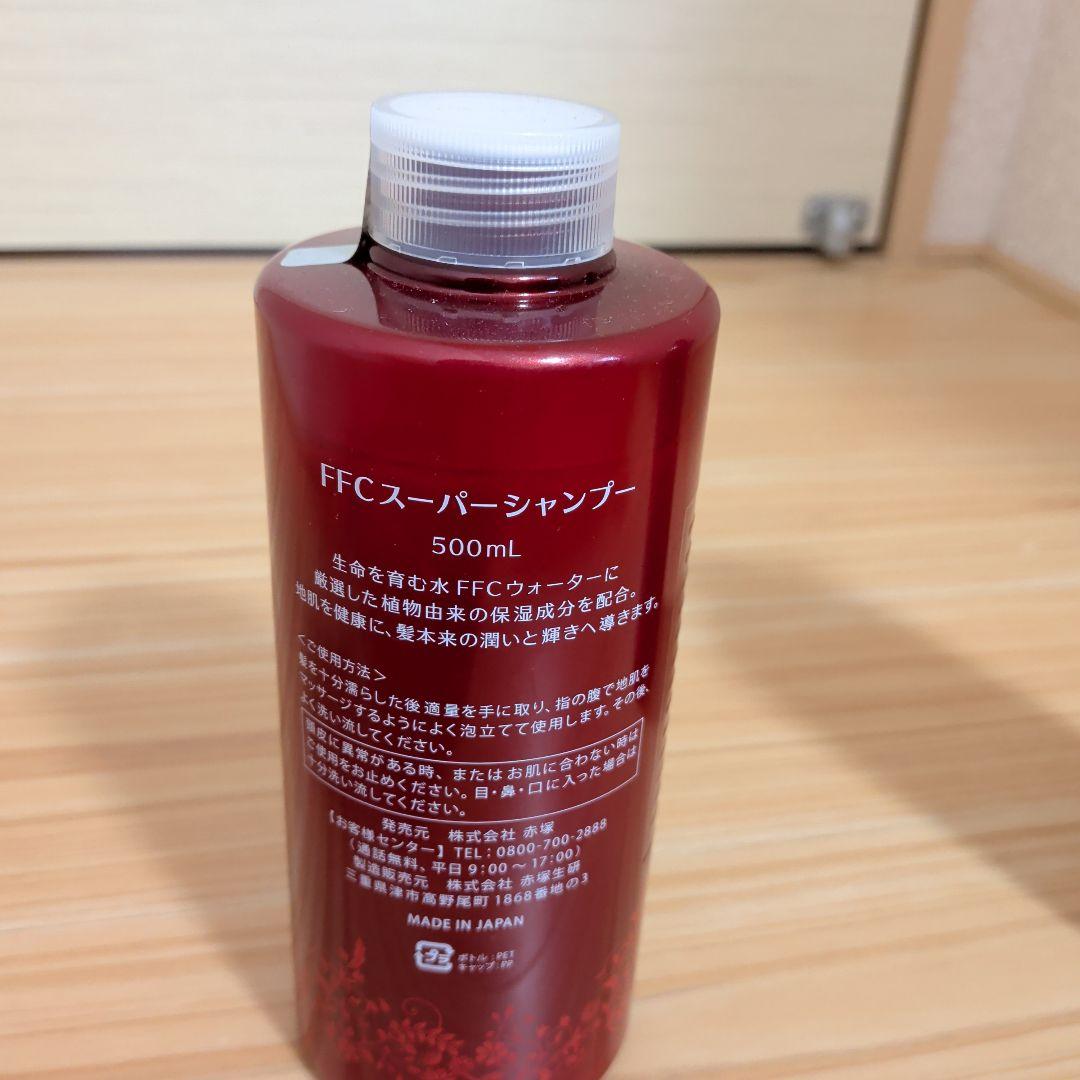 FFCスーパーシャンプー
500mL
生命を育む水 FFCウォーターに
厳選した植物由来の保湿成分を配合。
地肌を健康に、髪本来の潤いと輝きへ導きます。
＜ご使用方法＞
髪を十分濡らした後適量を手に取り、指の腹で地肌を
マッサージするようによく泡立てて使用します。その後、
よく洗い流してください。
頭皮に異常がある時、またはお肌に合わない時は
ご使用をお止めください。目・鼻・口に入った場合は
十分洗い流してください。
発売元　株式会社 赤塚
【お客様センター】TEL：0800-700-2888
（通話無料、平日 9：00 〜 17：00）
製造販売元　株式会社 赤塚生研
三重県津市高野尾町1868番地の3
MADE IN JAPAN
プラ
ボトル：PET
キャップ：PP